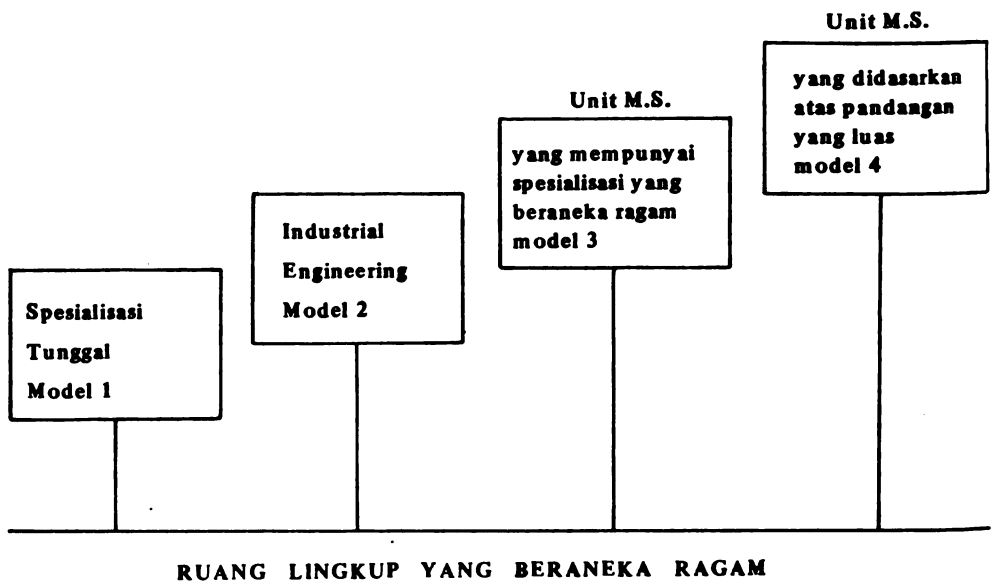 Spesialisasi
Tunggal
Model 1
Industrial
Engineering
Model 2
Unit M.S.
yang mempunyai
spesialisasi yang
beraneka ragam
model 3
Unit M.S.
yang didasarkan
atas pandangan
yang luas
model 4
RUANG LINGKUP YANG BERANEKA RAGAM